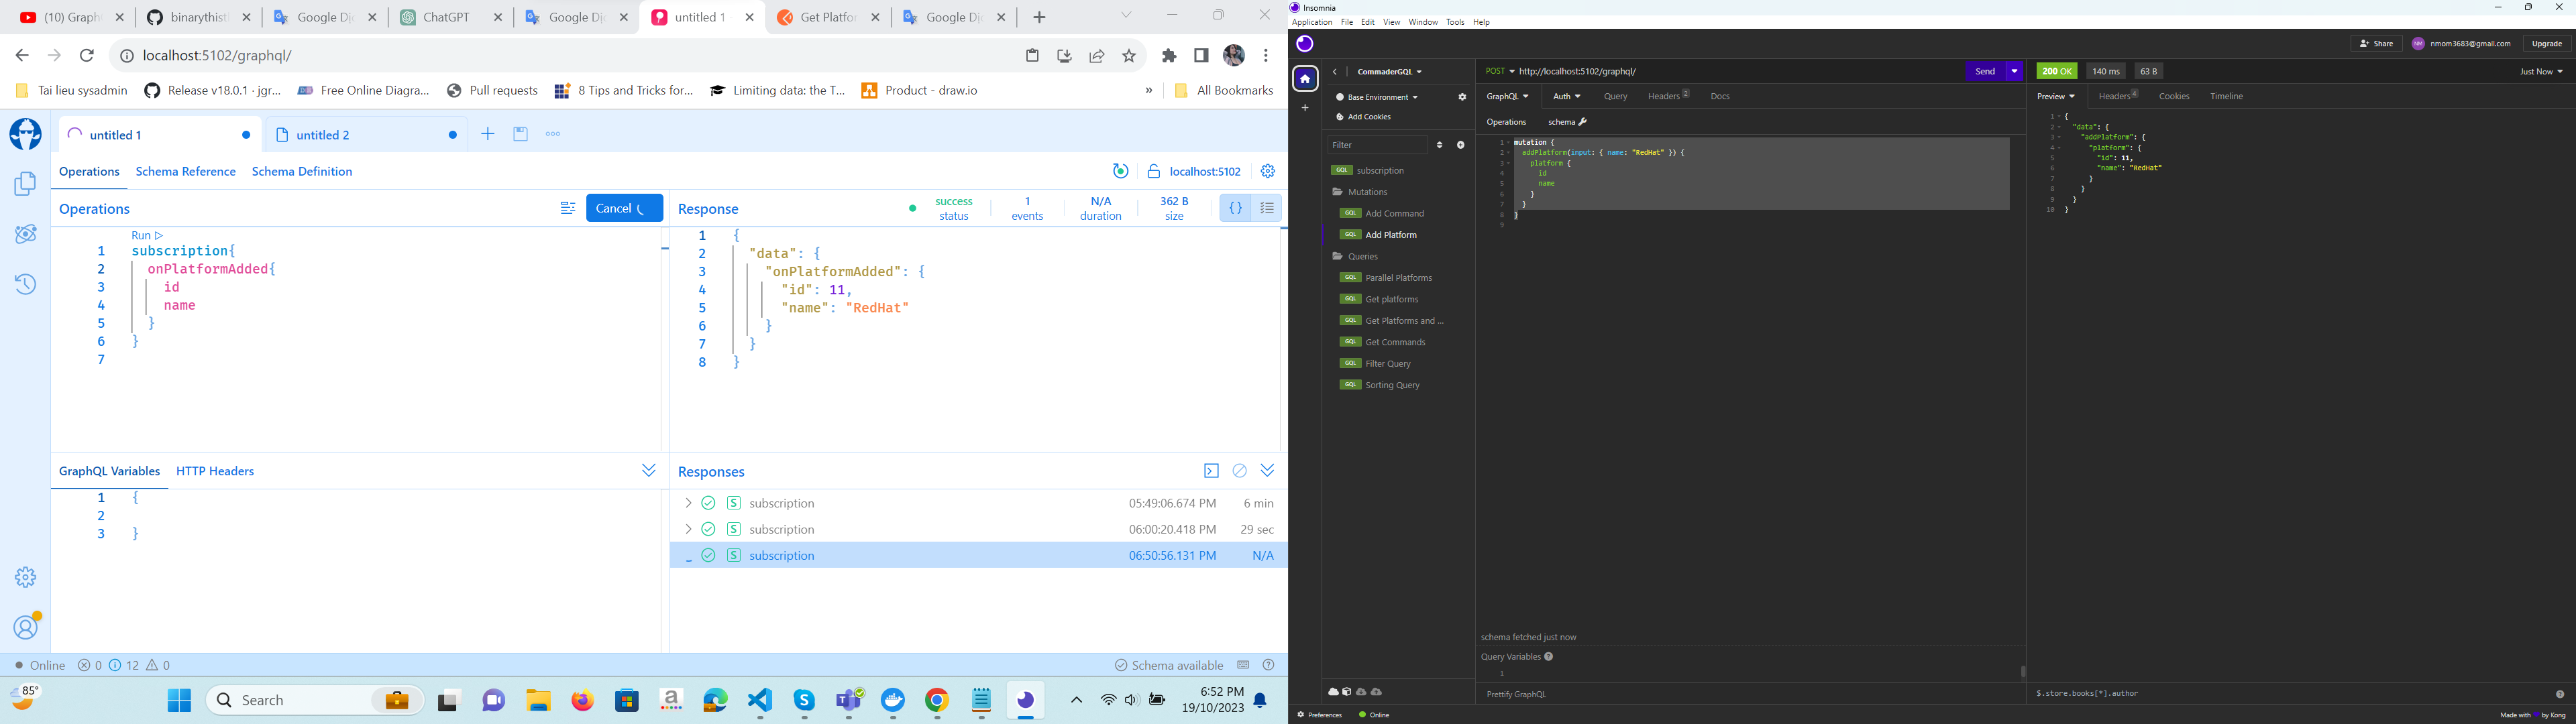 (10) Graph
binarythist
Google Dj
ChatGPT
Google Dj
untitled 1
Get Platfo
Google Dj
localhost:5102/graphql/
Tai lieu sysadmin
Release v18.0.1 · jgr...
Free Online Diagra...
Pull requests
8 Tips and Tricks for...
Limiting data: the T...
Product - draw.io
»
All Bookmarks
untitled 1
untitled 2
Operations Schema Reference Schema Definition
localhost:5102
Operations
Cancel
Run ▷
1 subscription{
2 onPlatformAdded{
3 id
4 name
5 }
6 }
7
Response
success
status
1
events
N/A
duration
362 B
size
1 {
2 "data": {
3 "onPlatformAdded": {
4 "id": 11,
5 "name": "RedHat"
6 }
7 }
8 }
GraphQL Variables HTTP Headers
1 {
2
3 }
Responses
S subscription 05:49:06.674 PM 6 min
S subscription 06:00:20.418 PM 29 sec
S subscription 06:50:56.131 PM N/A
Online 0 12 0
Schema available
85°
Search
6:52 PM
19/10/2023
Insomnia
Application File Edit View Window Tools Help
Share
NM
nmom3683@gmail.com
Upgrade
CommaderGQL
Base Environment
Add Cookies
Filter
GQL subscription
Mutations
GQL Add Command
GQL Add Platform
Queries
GQL Parallel Platforms
GQL Get platforms
GQL Get Platforms and ...
GQL Get Commands
GQL Filter Query
GQL Sorting Query
POST http://localhost:5102/graphql/
Send
GraphQL Auth Query Headers 2 Docs
Operations schema
1 mutation {
2 addPlatform(input: { name: "RedHat" }) {
3 platform {
4 id
5 name
6 }
7 }
8 }
9
schema fetched just now
Query Variables
1
Prettify GraphQL
200 OK 140 ms 63 B
Just Now
Preview Headers 4 Cookies Timeline
1 {
2 "data": {
3 "addPlatform": {
4 "platform": {
5 "id": 11,
6 "name": "RedHat"
7 }
8 }
9 }
10 }
$.store.books[*].author
Preferences
Online
Made with by Kong